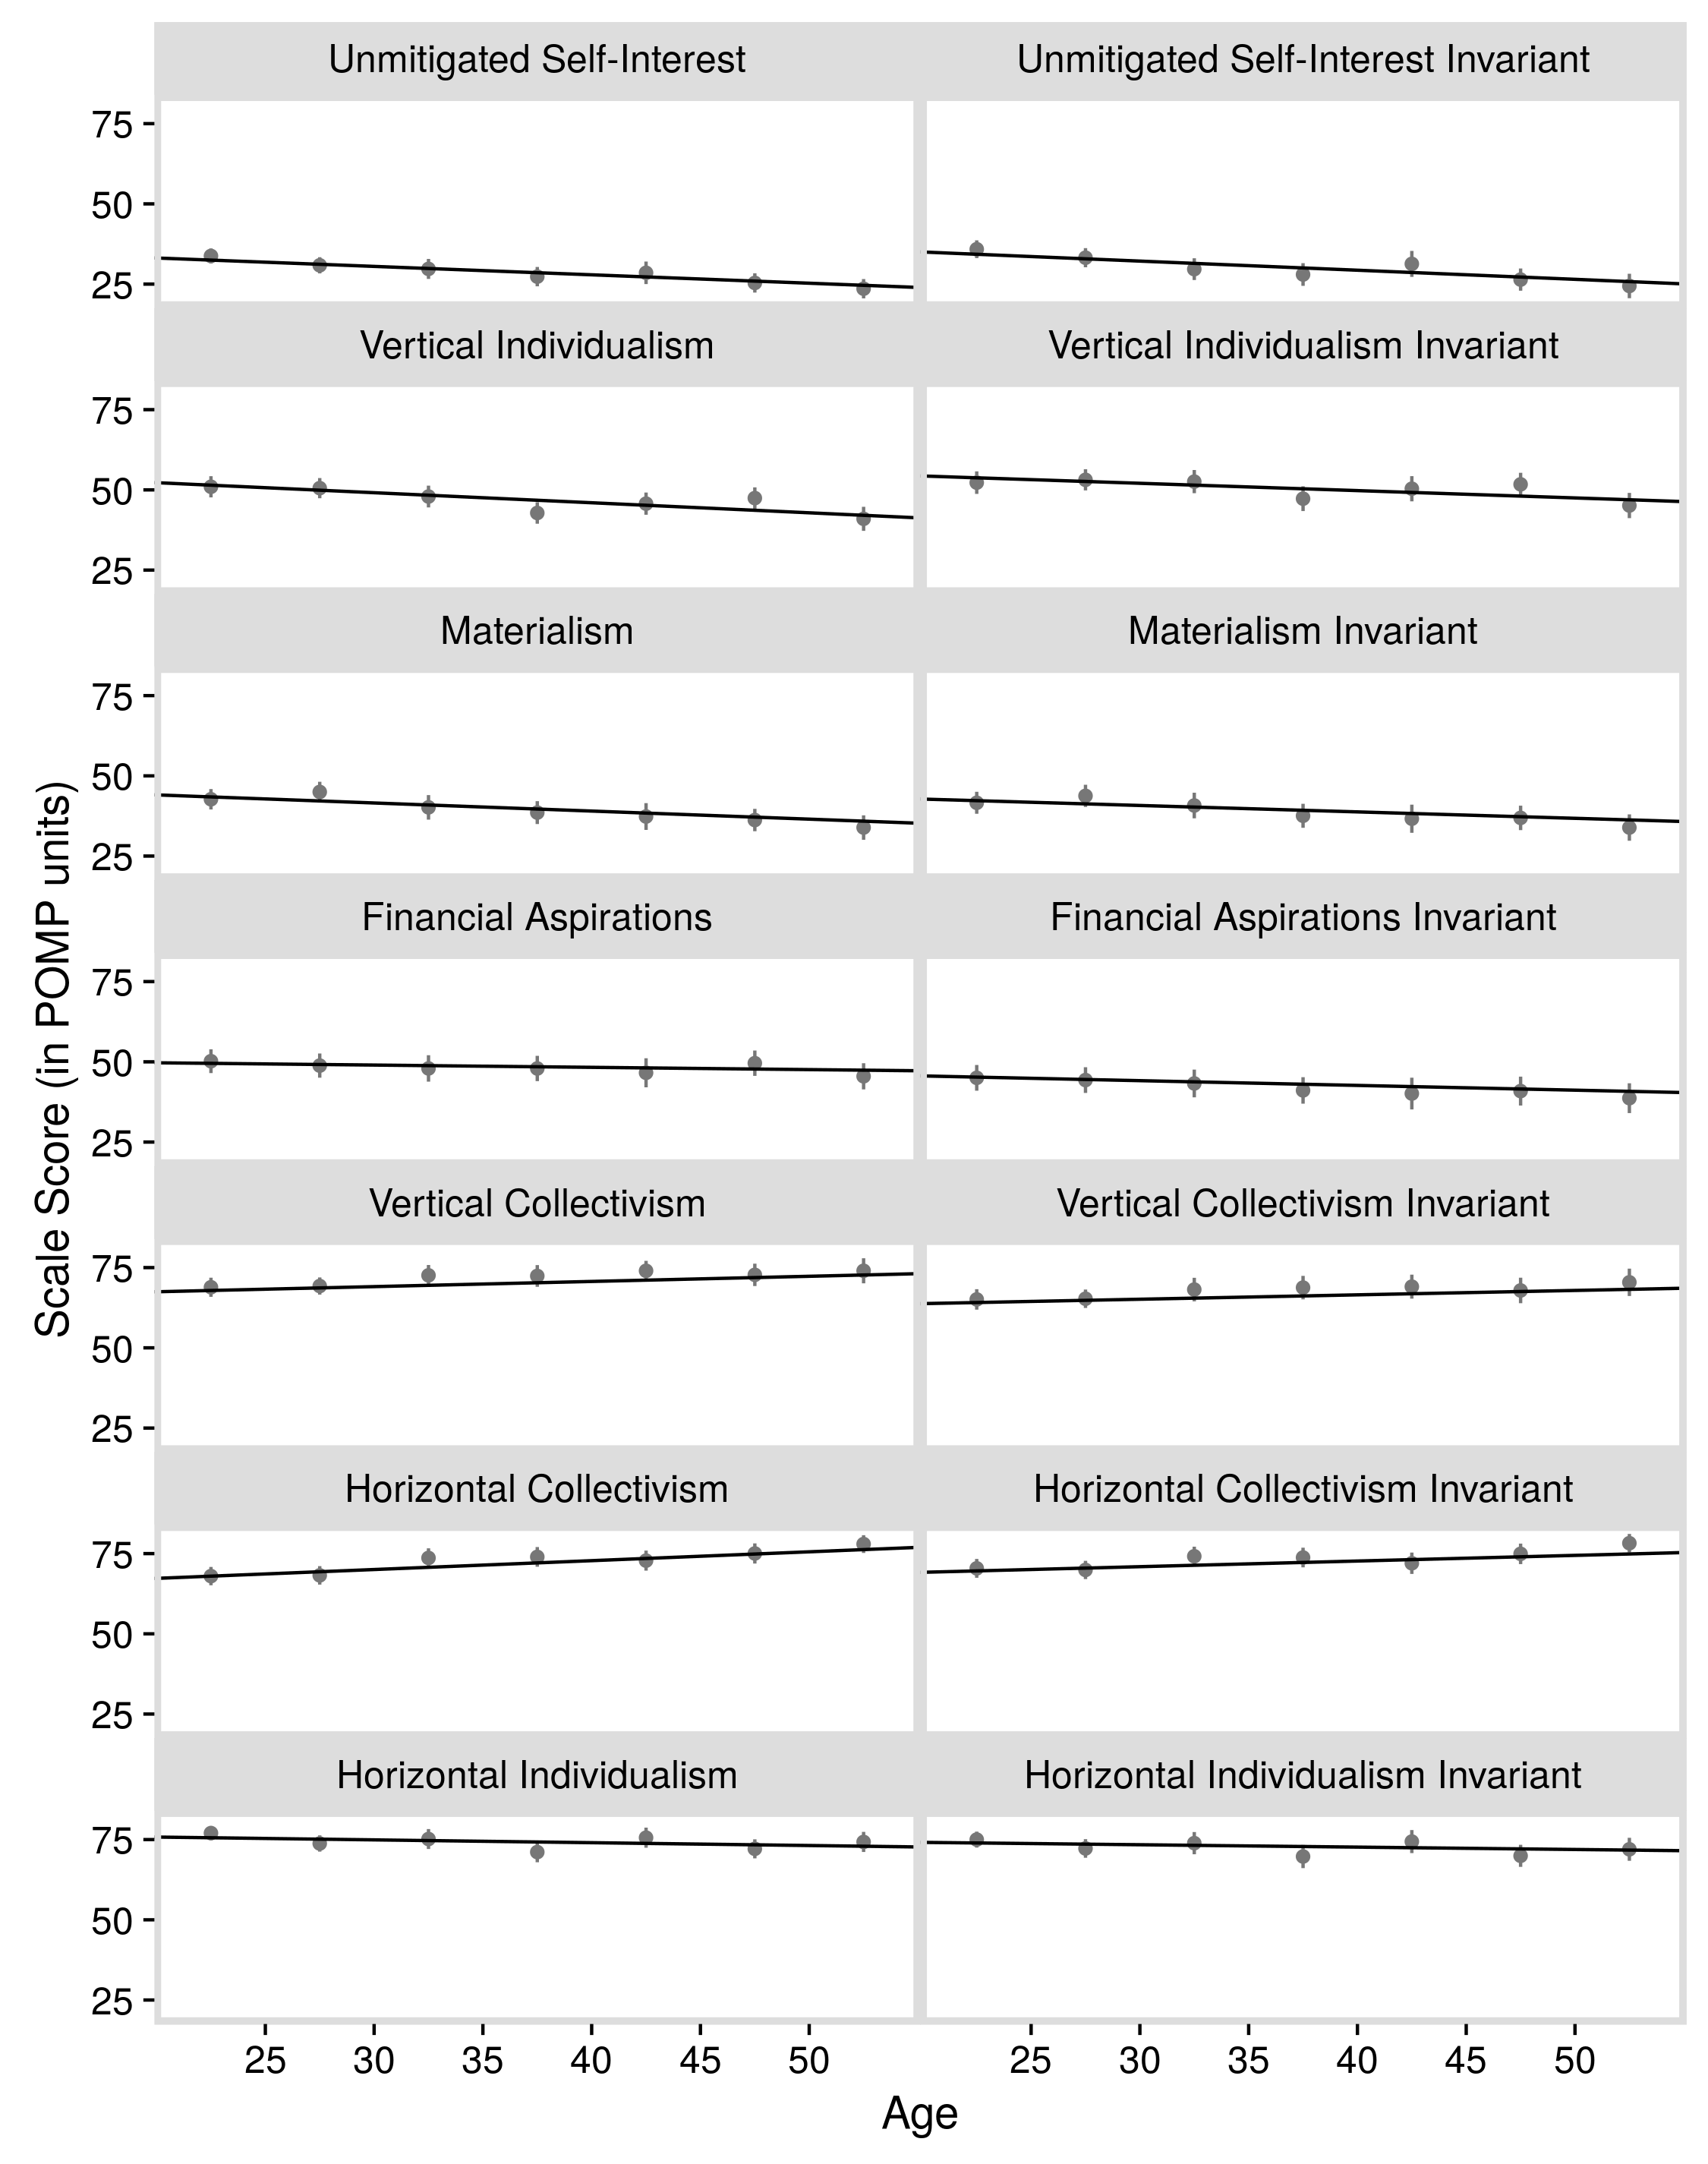 Unmitigated Self-Interest
Unmitigated Self-Interest Invariant
75
50
25
Vertical Individualism
Vertical Individualism Invariant
75
50
25
Materialism
Materialism Invariant
75
50
25
Financial Aspirations
Financial Aspirations Invariant
75
50
25
Vertical Collectivism
Vertical Collectivism Invariant
75
50
25
Horizontal Collectivism
Horizontal Collectivism Invariant
75
50
25
Horizontal Individualism
Horizontal Individualism Invariant
75
50
25
Scale Score (in POMP units)
25 30 35 40 45 50
25 30 35 40 45 50
Age